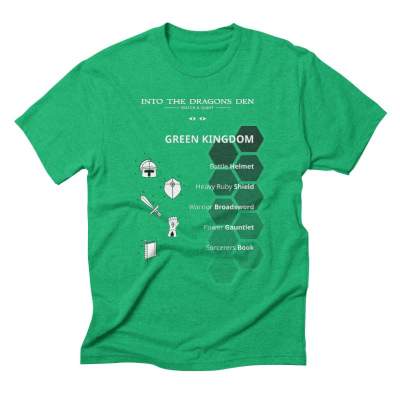 INTO THE DRAGONS DEN
GREEN KINGDOM
Battle Helmet
Heavy Ruby Shield
Warrior Broadsword
Power Gauntlet
Sorcerers Book